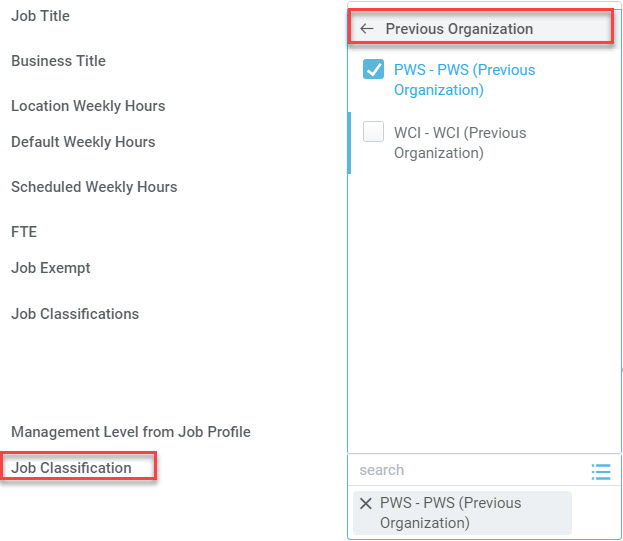 Job Title
Business Title
Location Weekly Hours
Default Weekly Hours
Scheduled Weekly Hours
FTE
Job Exempt
Job Classifications
Management Level from Job Profile
Job Classification
Previous Organization
PWS - PWS (Previous
Organization)
WCI - WCI (Previous
Organization)
search
PWS - PWS (Previous
Organization)